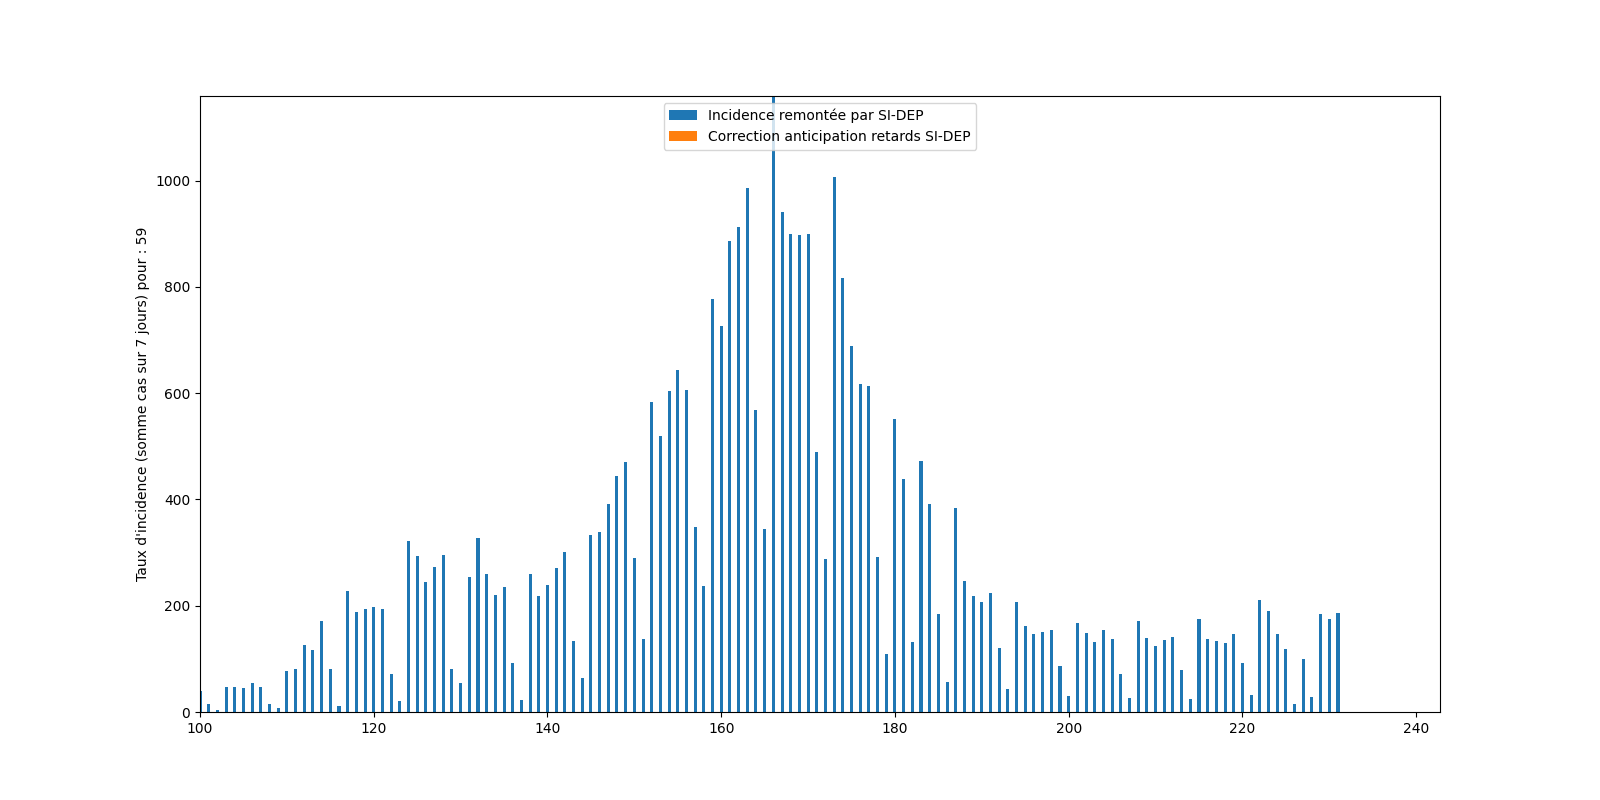 Incidence remontée par SI-DEP
Correction anticipation retards SI-DEP
Taux d'incidence (somme cas sur 7 jours) pour : 59
1000
800
600
400
200
0
100 120 140 160 180 200 220 240